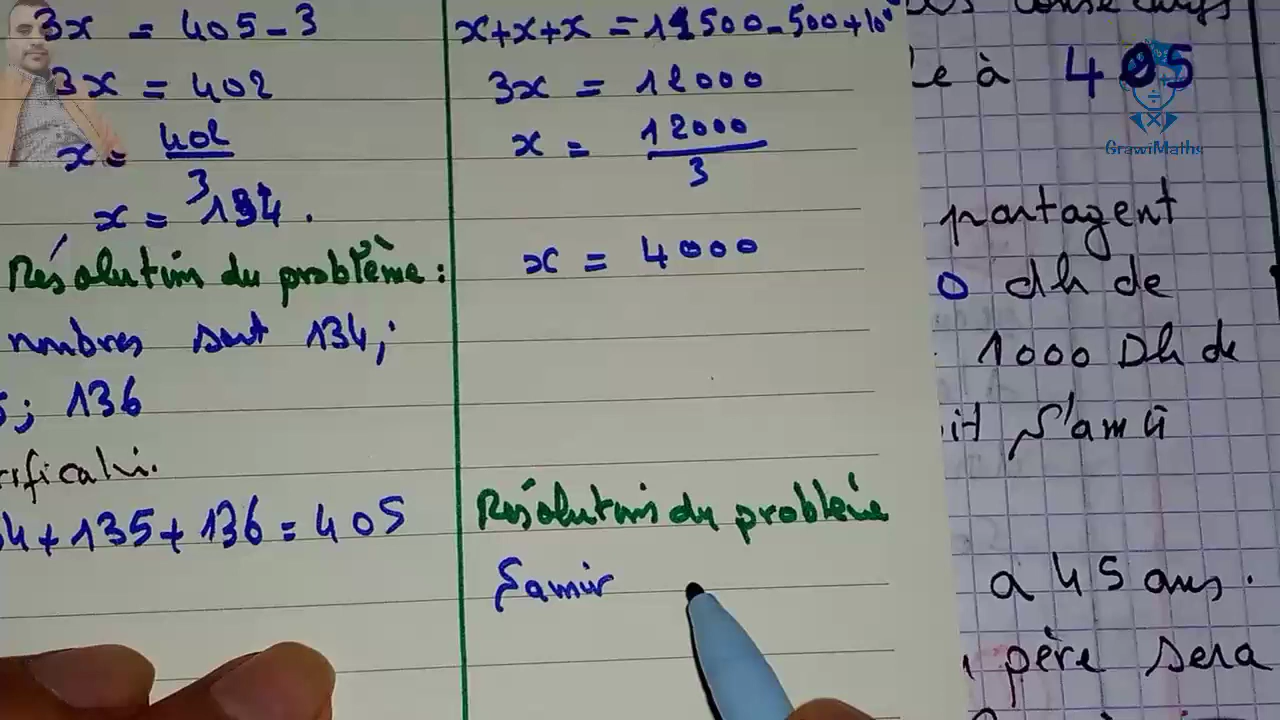 3x = 405-3
3x = 402
x = 402/3
x = 134.
Résolution du problème :
nombres sont 134;
; 136
134+135+136=405
x+x+x = 11500-500+10
3x = 12000
x = 12000/3
x = 4000
Résolution du problème
Samir
à 405
GrawiMaths
partagent
0 dh de
1000 Dh de
a 45 ans.
père sera